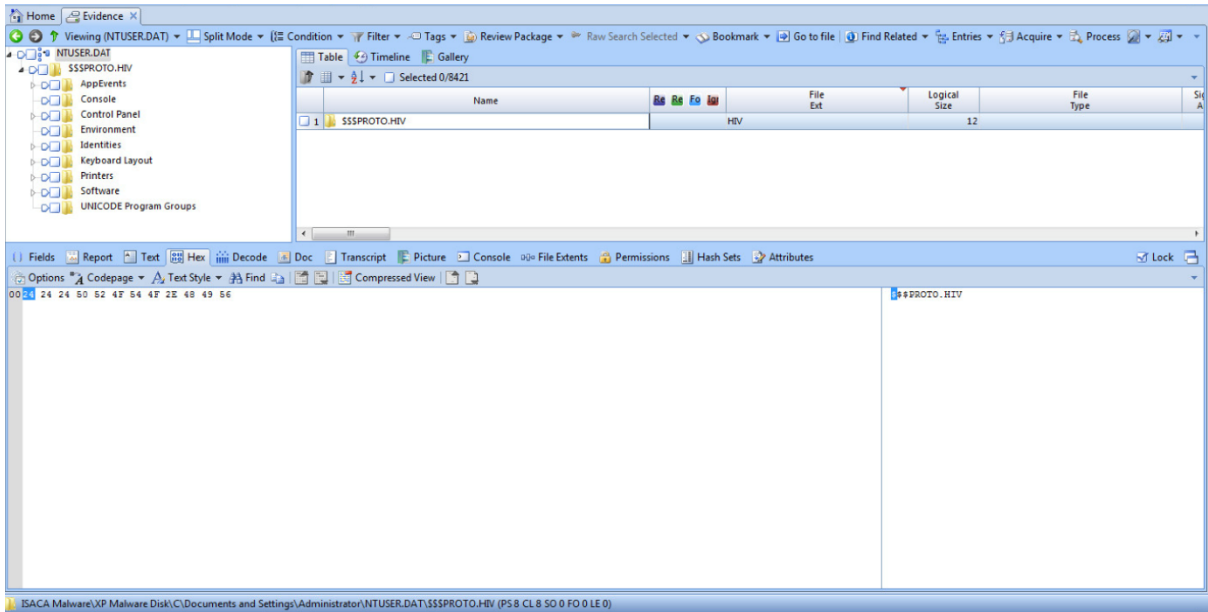 Home Evidence ×
Viewing (NTUSER.DAT) Split Mode Condition Filter Tags Review Package Raw Search Selected Bookmark Go to file Find Related Entries Acquire Process
NTUSER.DAT
$$$PROTO.HIV
AppEvents
Console
Control Panel
Environment
Identities
Keyboard Layout
Printers
Software
UNICODE Program Groups
Table Timeline Gallery
Selected 0/8421
Name Re Re Fo Ig File Ext Logical Size File Type
1 $$$PROTO.HIV HIV 12
Fields Report Text Hex Decode Doc Transcript Picture Console File Extents Permissions Hash Sets Attributes Lock
Options Codepage Text Style Find Compressed View
00 24 24 24 50 52 4F 54 4F 2E 48 49 56 $$$PROTO.HIV
ISACA Malware\XP Malware Disk\C\Documents and Settings\Administrator\NTUSER.DAT\$$$PROTO.HIV (PS 8 CL 8 SO 0 FO 0 LE 0)